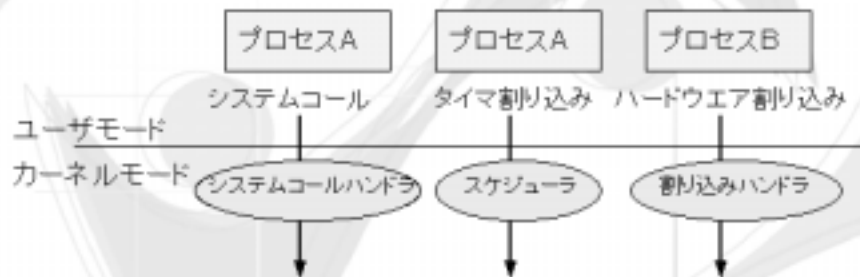 プロセスA プロセスA プロセスB
システムコール タイマ割り込み ハードウエア割り込み
ユーザモード
カーネルモード
システムコールハンドラ スケジューラ 割り込みハンドラ